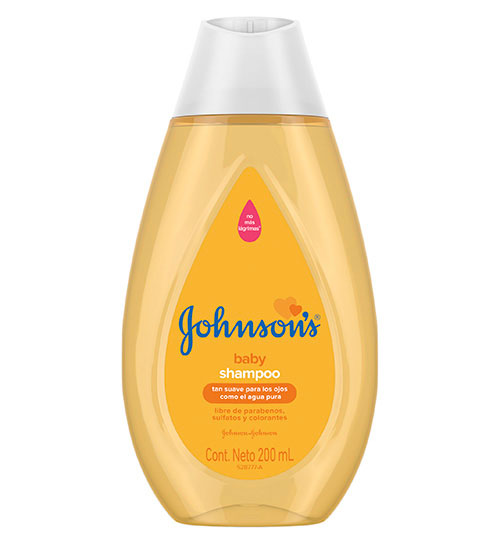 no
más
lágrimas*
Johnson's®
baby
shampoo
tan suave para los ojos
como el agua pura
libre de parabenos,
sulfatos y colorantes
Johnson+Johnson
Cont. Neto 200 mL